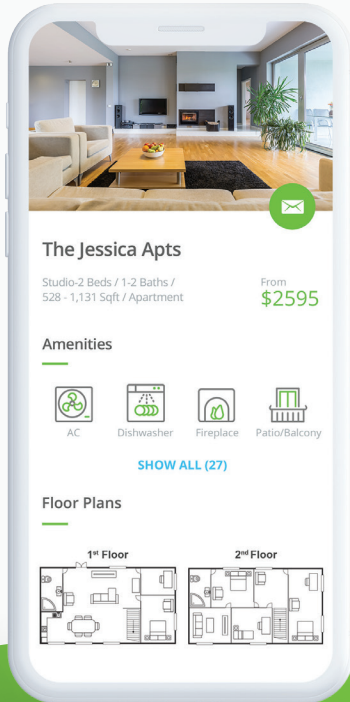 The Jessica Apts
Studio-2 Beds / 1-2 Baths /
528 - 1,131 Sqft / Apartment
From
$2595
Amenities
AC
Dishwasher
Fireplace
Patio/Balcony
SHOW ALL (27)
Floor Plans
1st Floor
2nd Floor